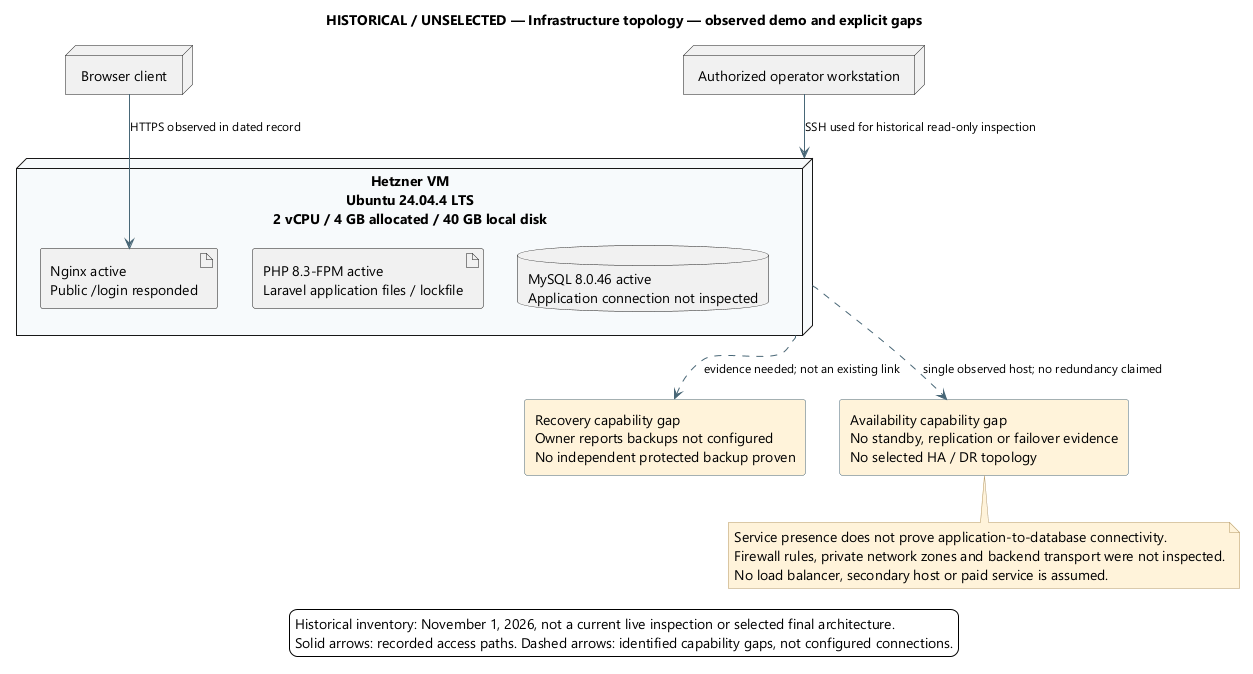 HISTORICAL / UNSELECTED — Infrastructure topology — observed demo and explicit gaps
Browser client
Authorized operator workstation
HTTPS observed in dated record
SSH used for historical read-only inspection
Hetzner VM
Ubuntu 24.04.4 LTS
2 vCPU / 4 GB allocated / 40 GB local disk
Nginx active
Public /login responded
PHP 8.3-FPM active
Laravel application files / lockfile
MySQL 8.0.46 active
Application connection not inspected
evidence needed; not an existing link
single observed host; no redundancy claimed
Recovery capability gap
Owner reports backups not configured
No independent protected backup proven
Availability capability gap
No standby, replication or failover evidence
No selected HA / DR topology
Service presence does not prove application-to-database connectivity.
Firewall rules, private network zones and backend transport were not inspected.
No load balancer, secondary host or paid service is assumed.
Historical inventory: November 1, 2026, not a current live inspection or selected final architecture.
Solid arrows: recorded access paths. Dashed arrows: identified capability gaps, not configured connections.